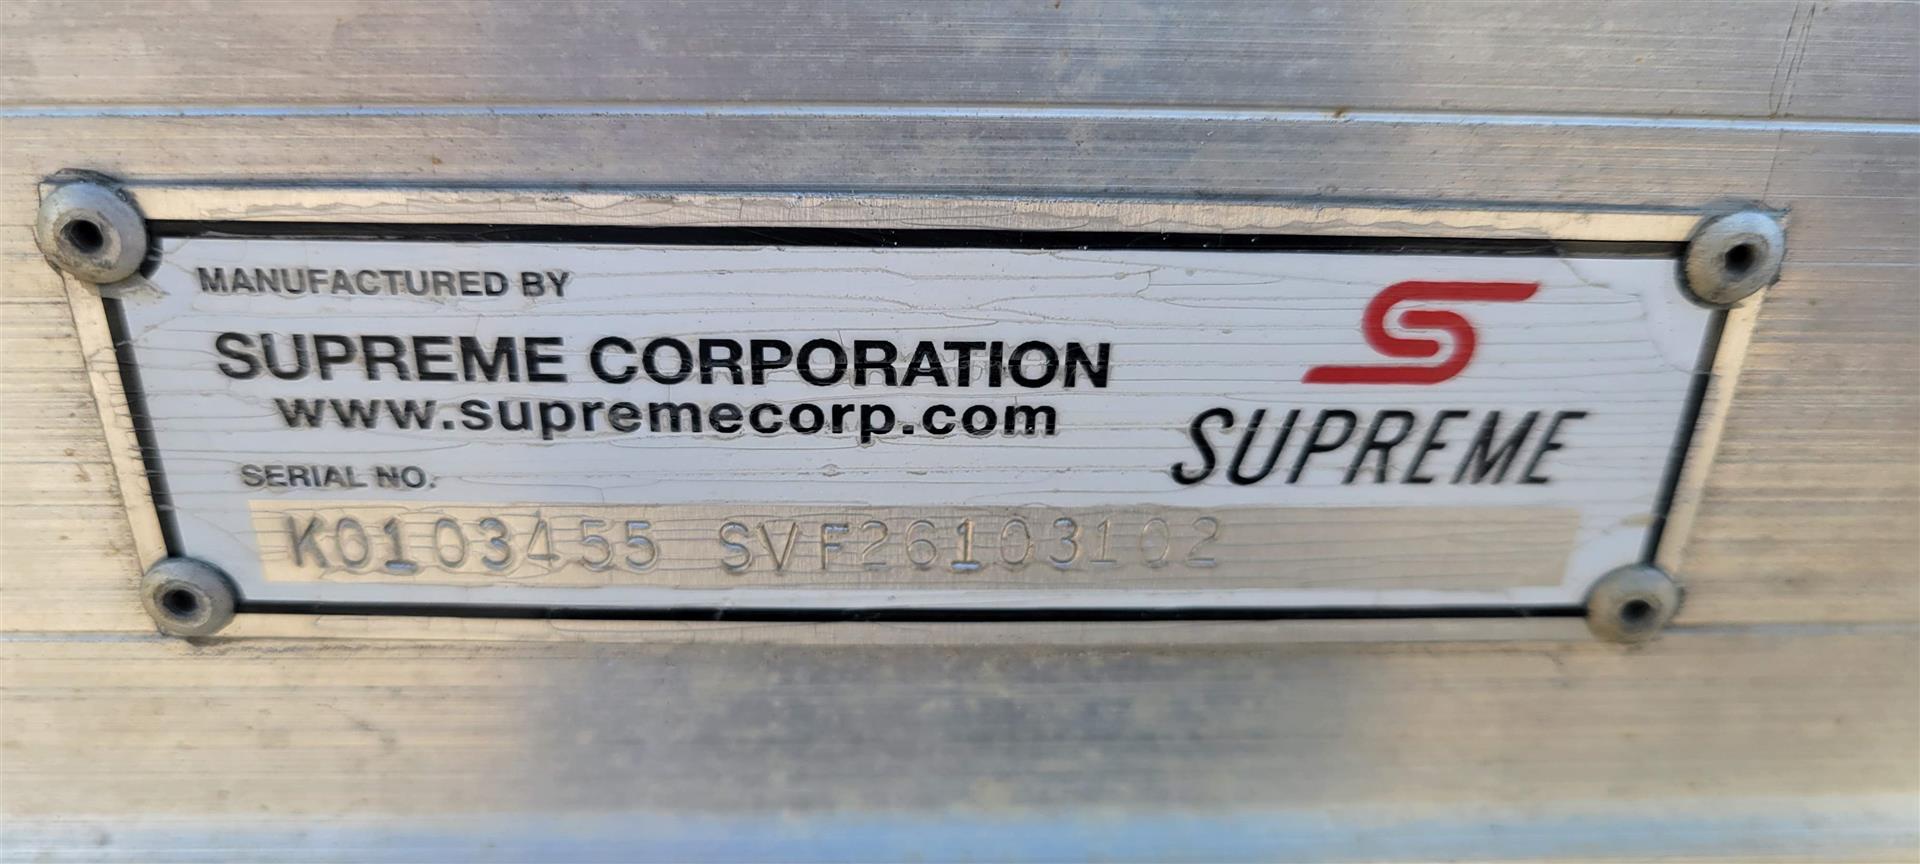 MANUFACTURED BY
SUPREME CORPORATION
www.supremecorp.com
SUPREME
SERIAL NO.
K0103455 SVF26103102